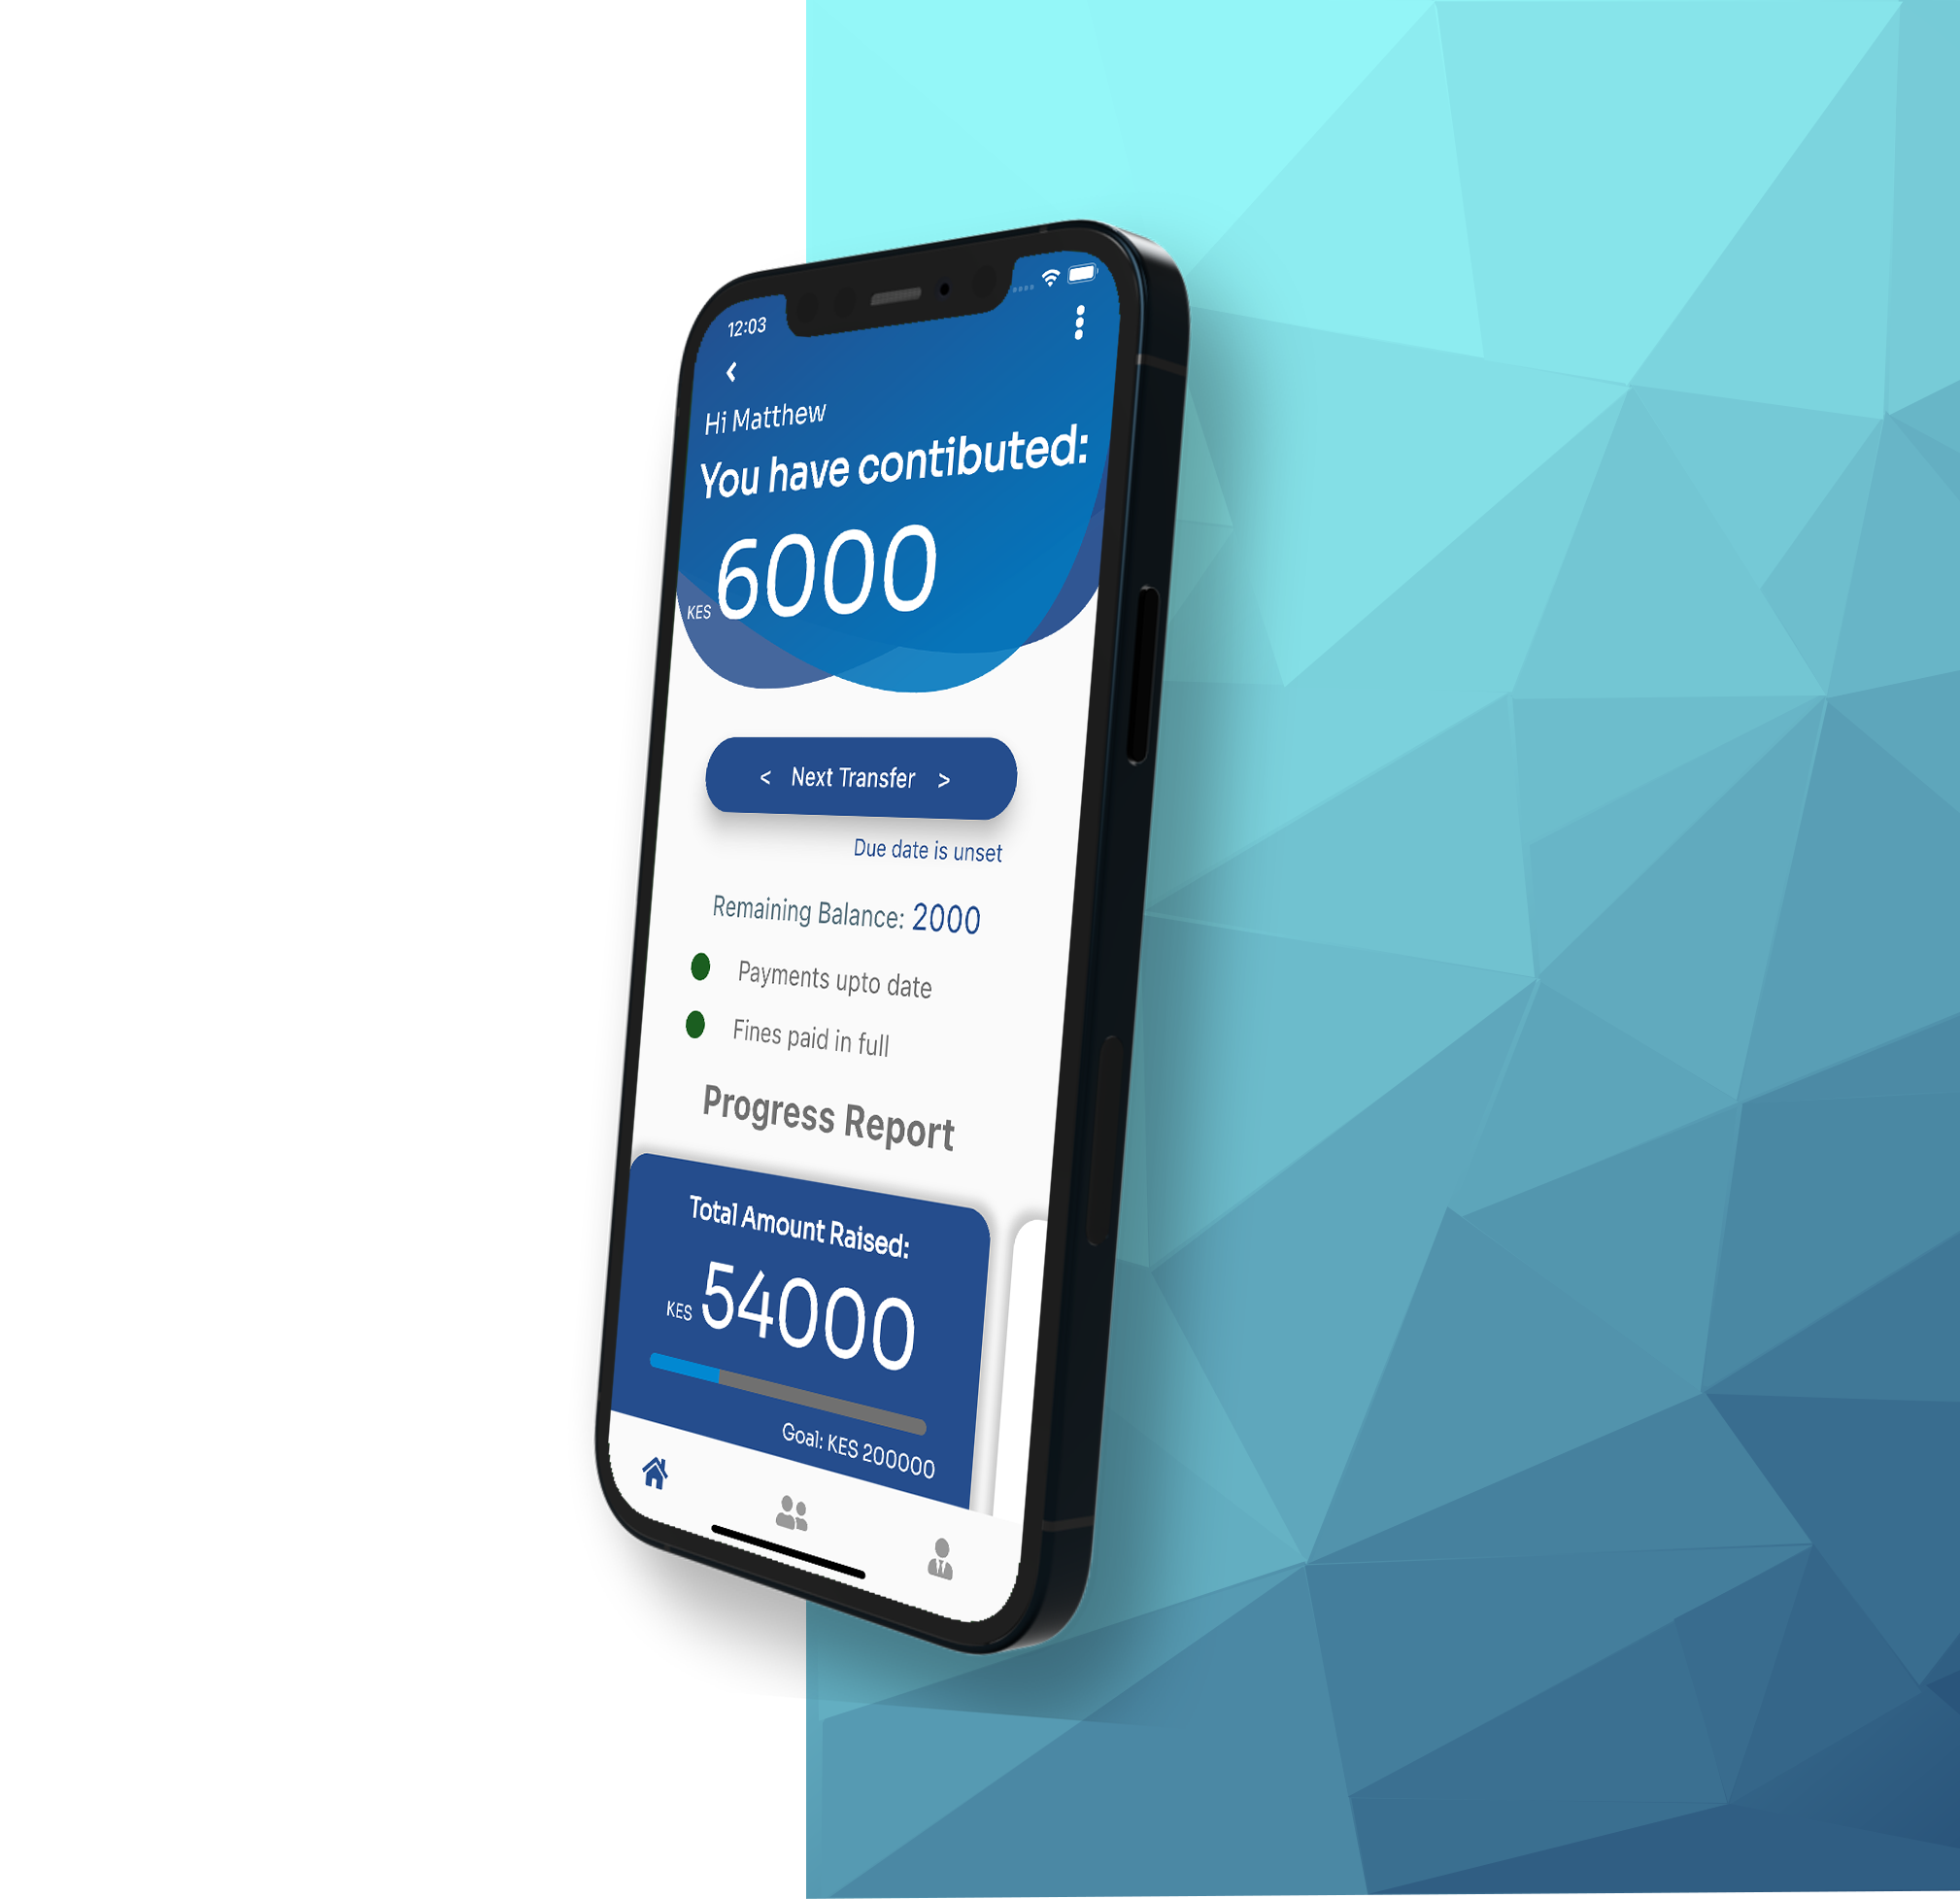 12:03
Hi Matthew
You have contibuted:
KES 6000
< Next Transfer >
Due date is unset
Remaining Balance: 2000
Payments upto date
Fines paid in full
Progress Report
Total Amount Raised:
KES 54000
Goal: KES 200000